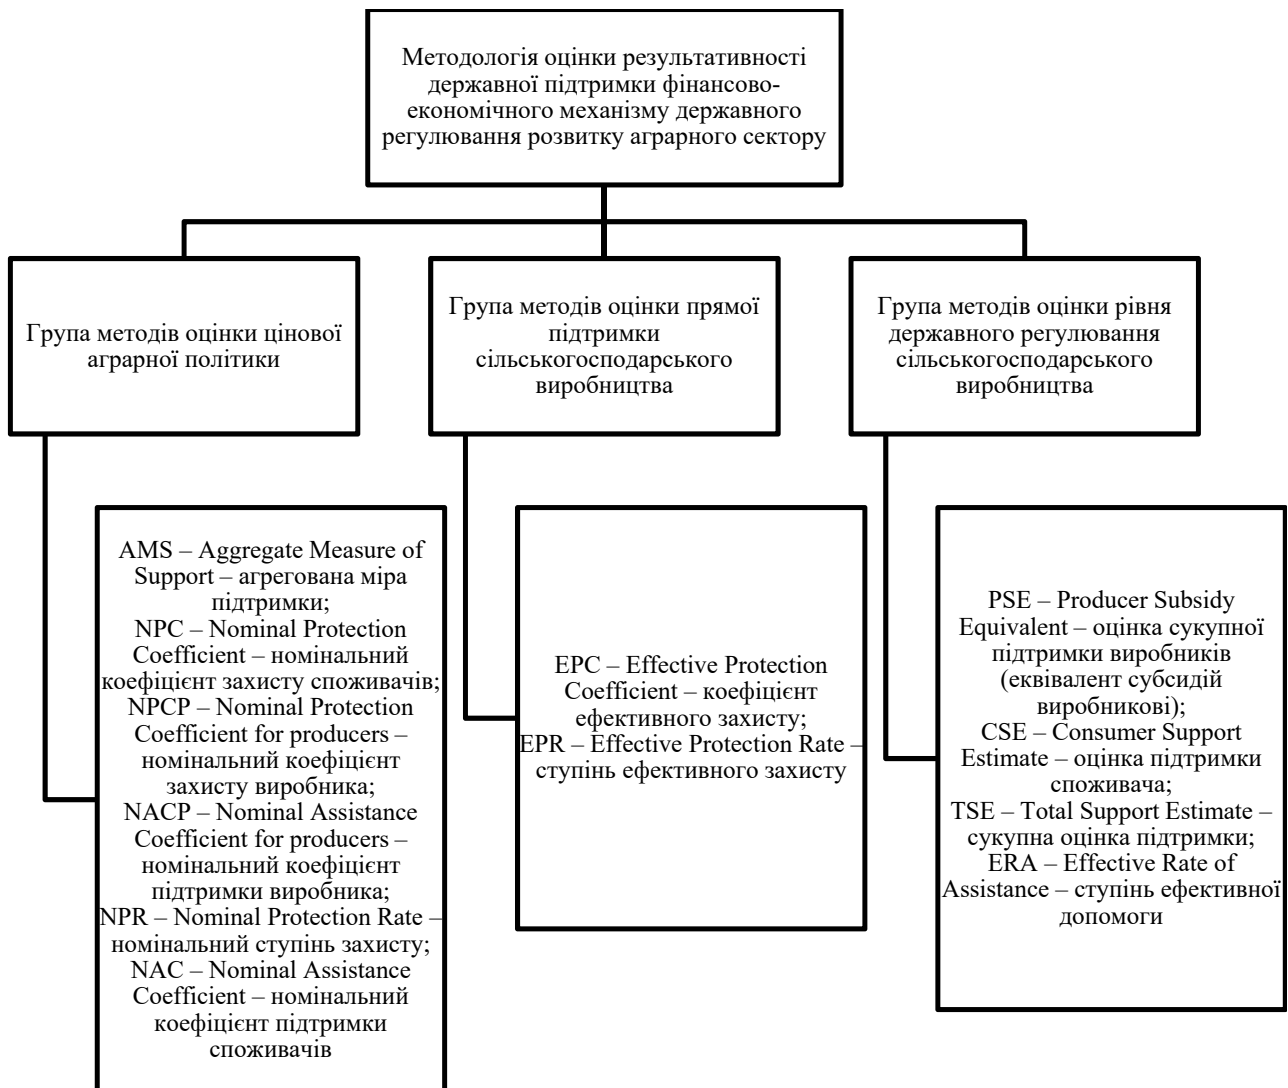 Методологія оцінки результативності
державної підтримки фінансово-
економічного механізму державного
регулювання розвитку аграрного сектору
Група методів оцінки цінової
аграрної політики
Група методів оцінки прямої
підтримки
сільськогосподарського
виробництва
Група методів оцінки рівня
державного регулювання
сільськогосподарського
виробництва
AMS – Aggregate Measure of
Support – агрегована міра
підтримки;
NPC – Nominal Protection
Coefficient – номінальний
коефіцієнт захисту споживачів;
NPCP – Nominal Protection
Coefficient for producers –
номінальний коефіцієнт
захисту виробника;
NACP – Nominal Assistance
Coefficient for producers –
номінальний коефіцієнт
підтримки виробника;
NPR – Nominal Protection Rate –
номінальний ступінь захисту;
NAC – Nominal Assistance
Coefficient – номінальний
коефіцієнт підтримки
споживачів
EPC – Effective Protection
Coefficient – коефіцієнт
ефективного захисту;
EPR – Effective Protection Rate –
ступінь ефективного захисту
PSE – Producer Subsidy
Equivalent – оцінка сукупної
підтримки виробників
(еквівалент субсидій
виробникові);
CSE – Consumer Support
Estimate – оцінка підтримки
споживача;
TSE – Total Support Estimate –
сукупна оцінка підтримки;
ERA – Effective Rate of
Assistance – ступінь ефективної
допомоги